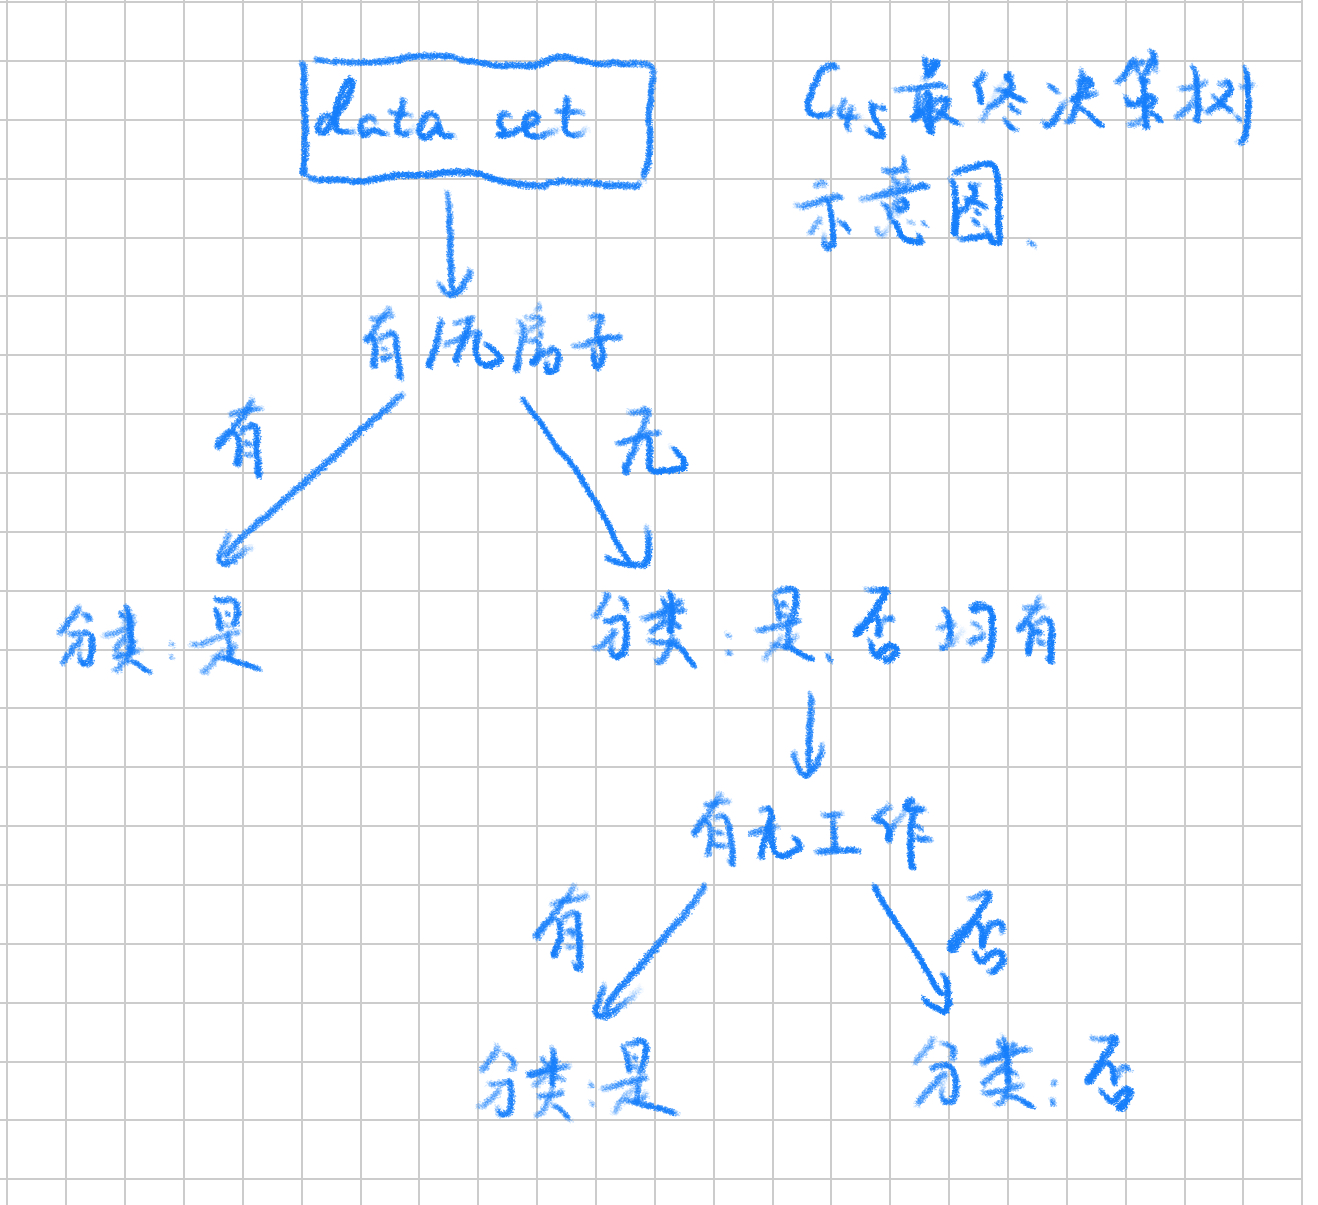 data set
C45最终决策树
示意图.
有无房子
有
无
分类:是
分类:是、否均有
有无工作
有
否
分类:是
分类:否